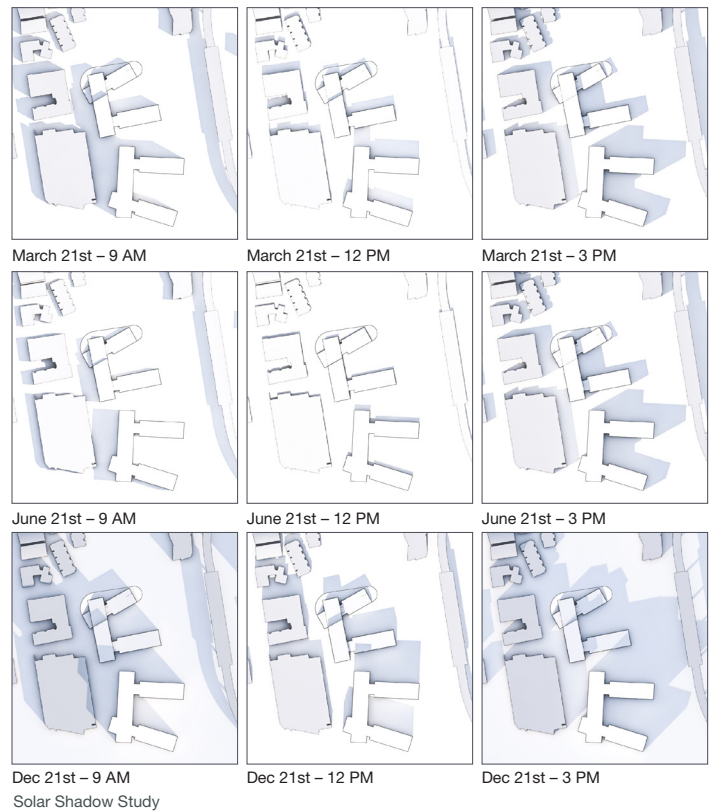 March 21st – 9 AM
March 21st – 12 PM
March 21st – 3 PM
June 21st – 9 AM
June 21st – 12 PM
June 21st – 3 PM
Dec 21st – 9 AM
Dec 21st – 12 PM
Dec 21st – 3 PM
Solar Shadow Study